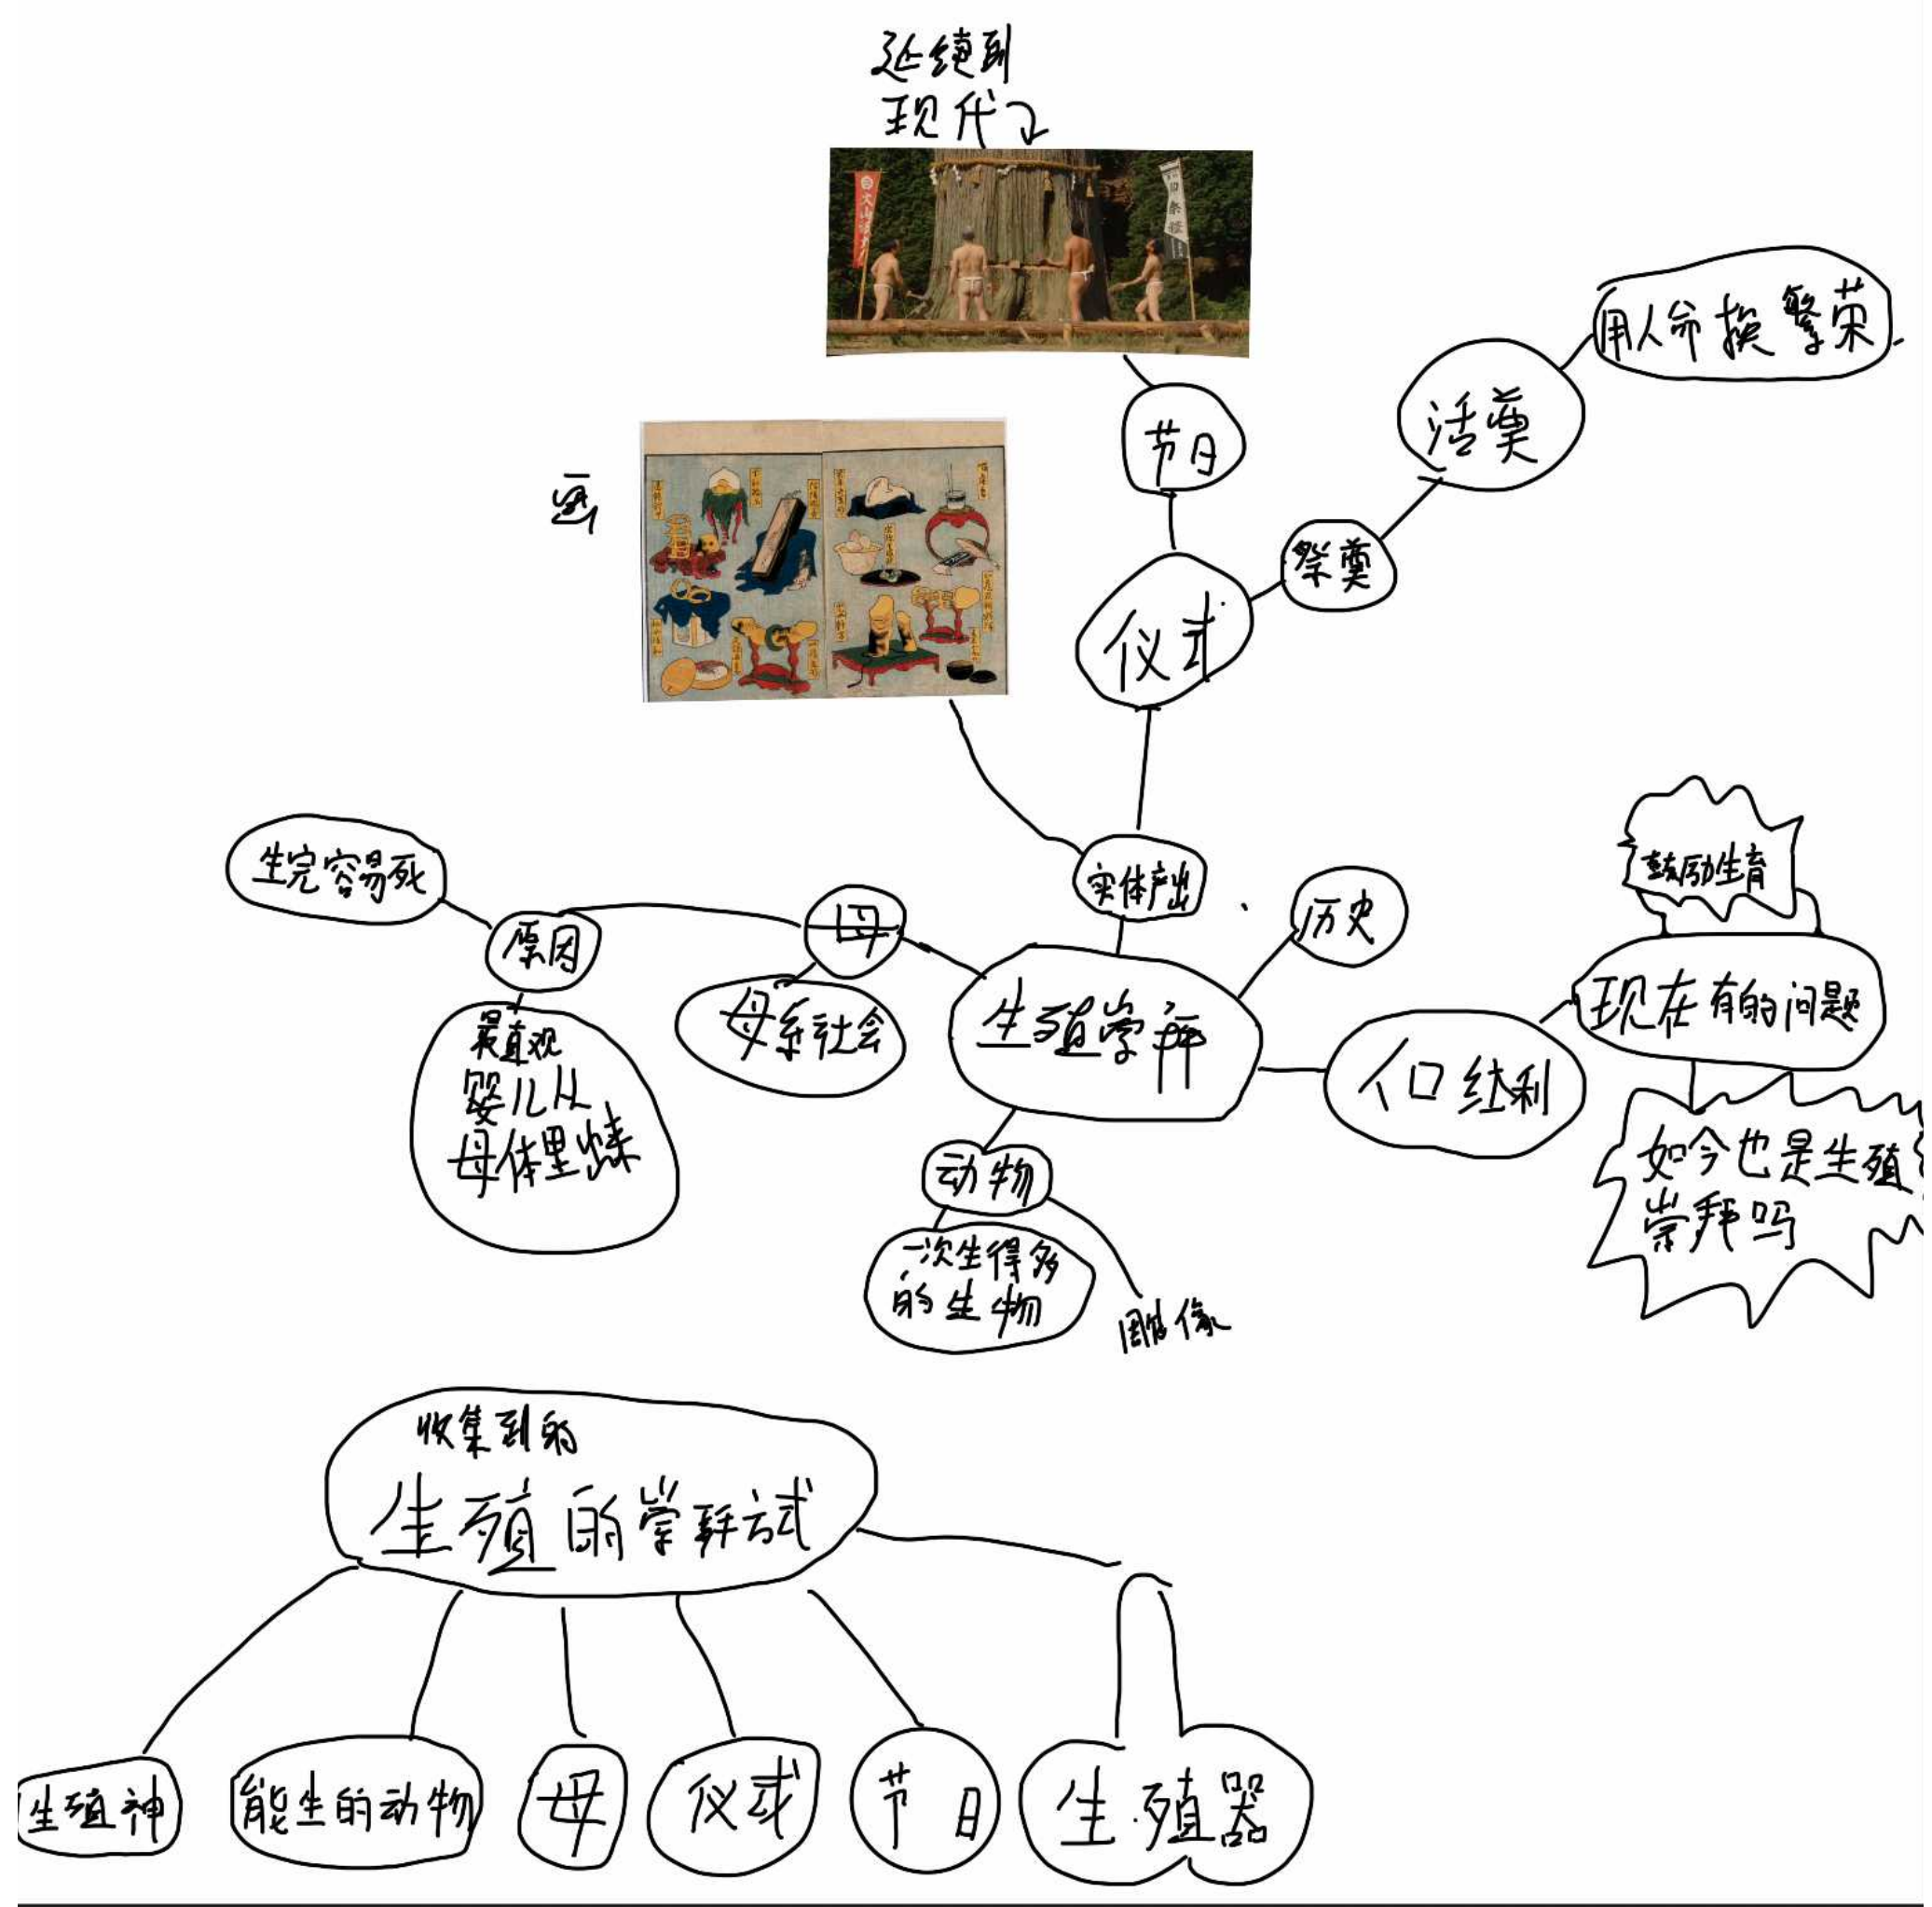 延续到
现代
用人命换繁荣
活奠
节日
画
祭奠
仪式
鼓励生育
生完容易死
实体产出
母
历史
原因
现在有的问题
母系社会
生殖崇拜
最直观
婴儿从
母体里出来
人口红利
动物
如今也是生殖
崇拜吗
一次生得多
的生物
雕像
收集到的
生殖的崇拜方式
生殖神
能生的动物
母
仪式
节日
生殖器